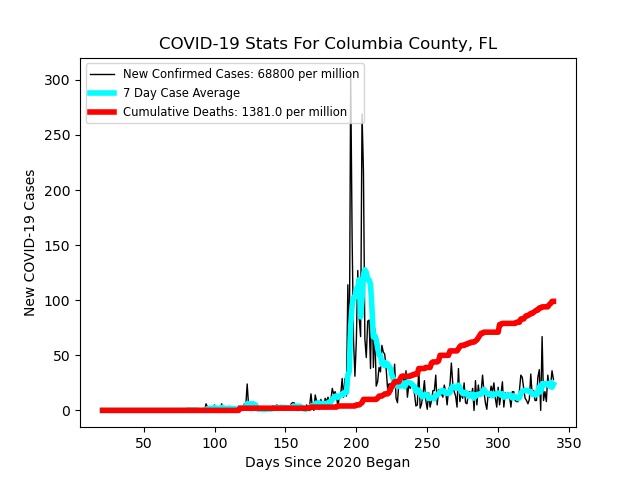 COVID-19 Stats For Columbia County, FL
New Confirmed Cases: 68800 per million
7 Day Case Average
Cumulative Deaths: 1381.0 per million
New COVID-19 Cases
300
250
200
150
100
50
0
50
100
150
200
250
300
350
Days Since 2020 Began